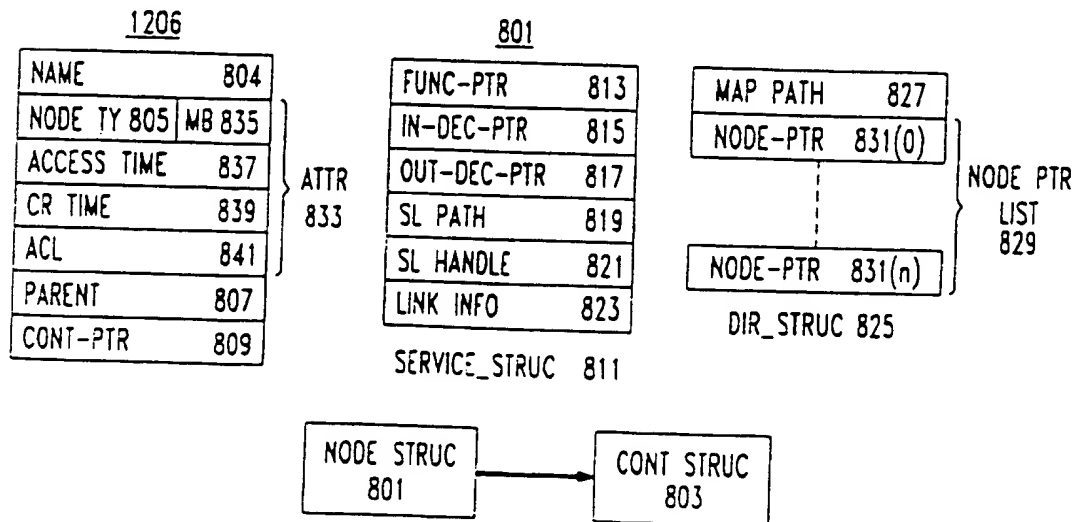 1206
NAME 804
NODE TY 805 MB 835
ACCESS TIME 837
CR TIME 839
ACL 841
PARENT 807
CONT-PTR 809
ATTR
833
801
FUNC-PTR 813
IN-DEC-PTR 815
OUT-DEC-PTR 817
SL PATH 819
SL HANDLE 821
LINK INFO 823
SERVICE_STRUC 811
MAP PATH 827
NODE-PTR 831(0)
NODE-PTR 831(n)
NODE PTR
LIST
829
DIR_STRUC 825
NODE STRUC
801
CONT STRUC
803